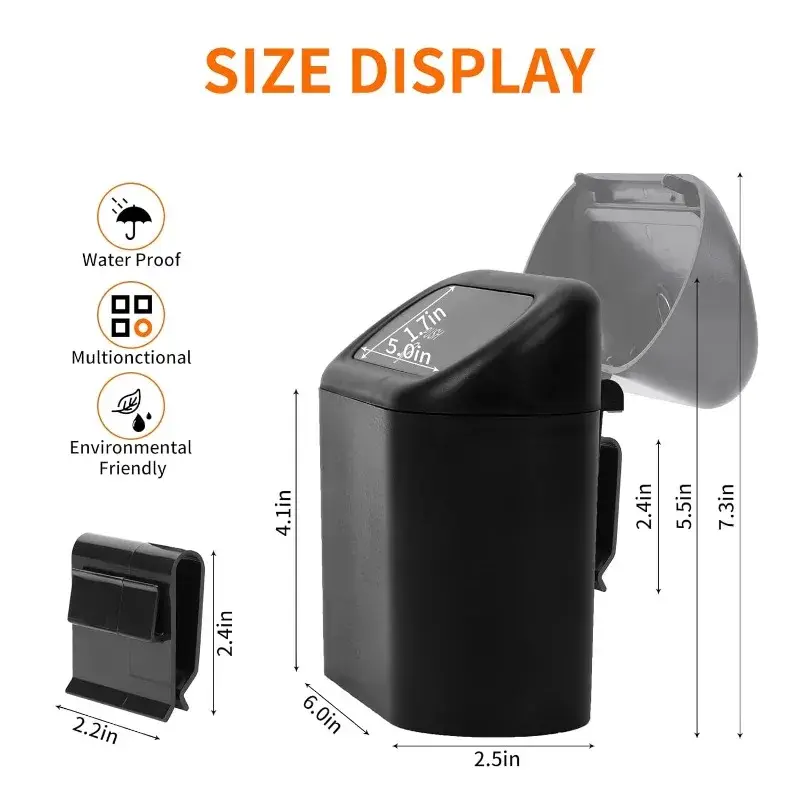 SIZE DISPLAY
Water Proof
Multionctional
Environmental
Friendly
1.7in
5.0in
4.1in
2.4in
5.5in
7.3in
2.4in
2.2in
6.0in
2.5in